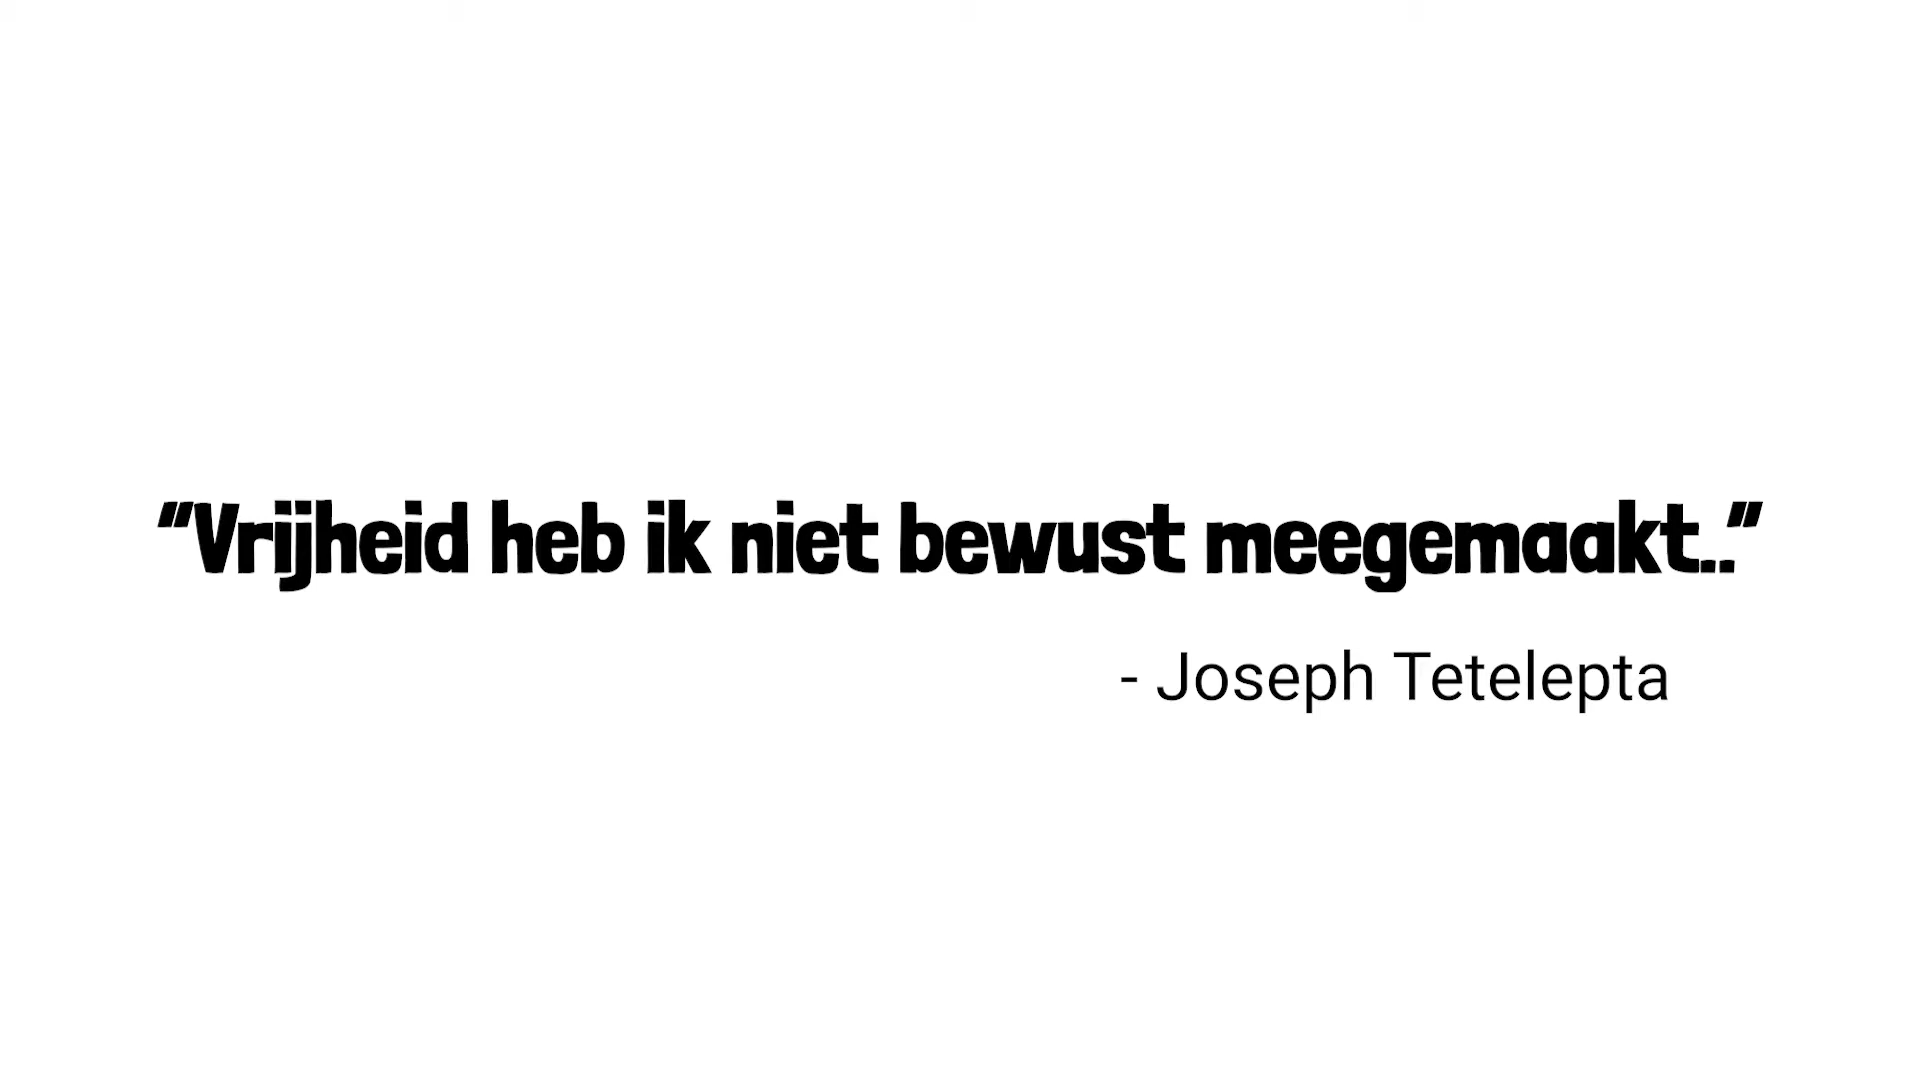 “Vrijheid heb ik niet bewust meegemaakt..”
- Joseph Tetelepta